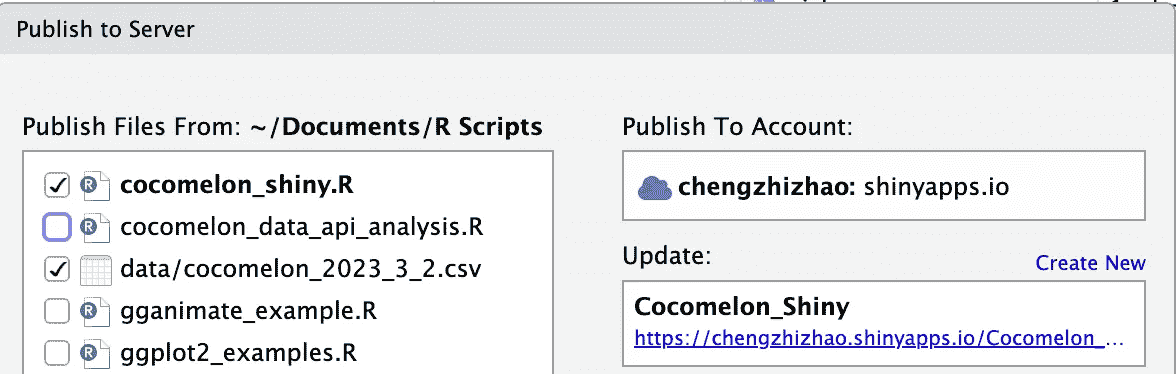 Publish to Server
Publish Files From: ~/Documents/R Scripts
cocomelon_shiny.R
cocomelon_data_api_analysis.R
data/cocomelon_2023_3_2.csv
gganimate_example.R
ggplot2_examples.R
Publish To Account:
chengzhizhao: shinyapps.io
Update:
Create New
Cocomelon_Shiny
https://chengzhizhao.shinyapps.io/Cocomelon_...